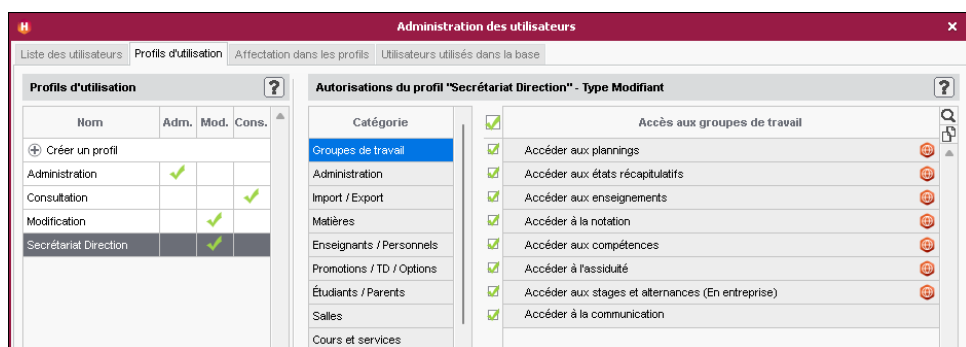 H
Administration des utilisateurs
×
Liste des utilisateurs Profils d'utilisation Affectation dans les profils Utilisateurs utilisés dans la base
Profils d'utilisation
?
Nom Adm. Mod. Cons.
Créer un profil
Administration
Consultation
Modification
Secrétariat Direction
Autorisations du profil "Secrétariat Direction" - Type Modifiant
?
Catégorie
Groupes de travail
Administration
Import / Export
Matières
Enseignants / Personnels
Promotions / TD / Options
Étudiants / Parents
Salles
Cours et services
Accès aux groupes de travail
Accéder aux plannings
Accéder aux états récapitulatifs
Accéder aux enseignements
Accéder à la notation
Accéder aux compétences
Accéder à l'assiduité
Accéder aux stages et alternances (En entreprise)
Accéder à la communication